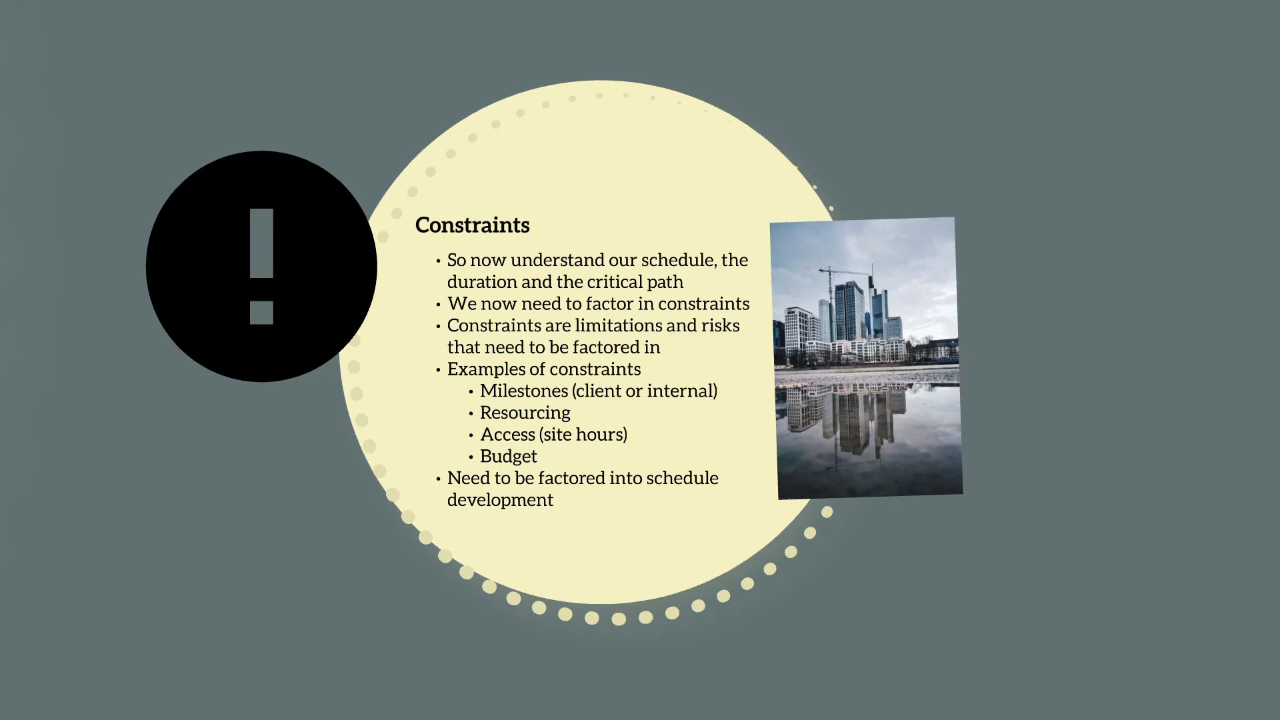 Constraints
• So now understand our schedule, the
duration and the critical path
• We now need to factor in constraints
• Constraints are limitations and risks
that need to be factored in
• Examples of constraints
• Milestones (client or internal)
• Resourcing
• Access (site hours)
• Budget
• Need to be factored into schedule
development